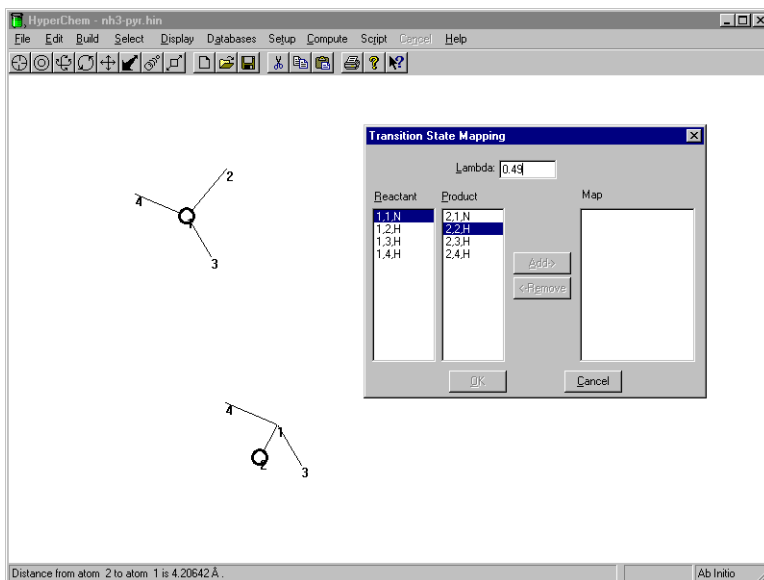 HyperChem - nh3-pyr.hin
File Edit Build Select Display Databases Setup Compute Script Cancel Help
Transition State Mapping
Lambda: 0.49
Reactant Product Map
1,1,N 2,1,N
1,2,H 2,2,H
1,3,H 2,3,H
1,4,H 2,4,H
Add->
<-Remove
OK Cancel
2
4
1
3
4
1
2
3
Distance from atom 2 to atom 1 is 4.20642 Å . Ab Initio